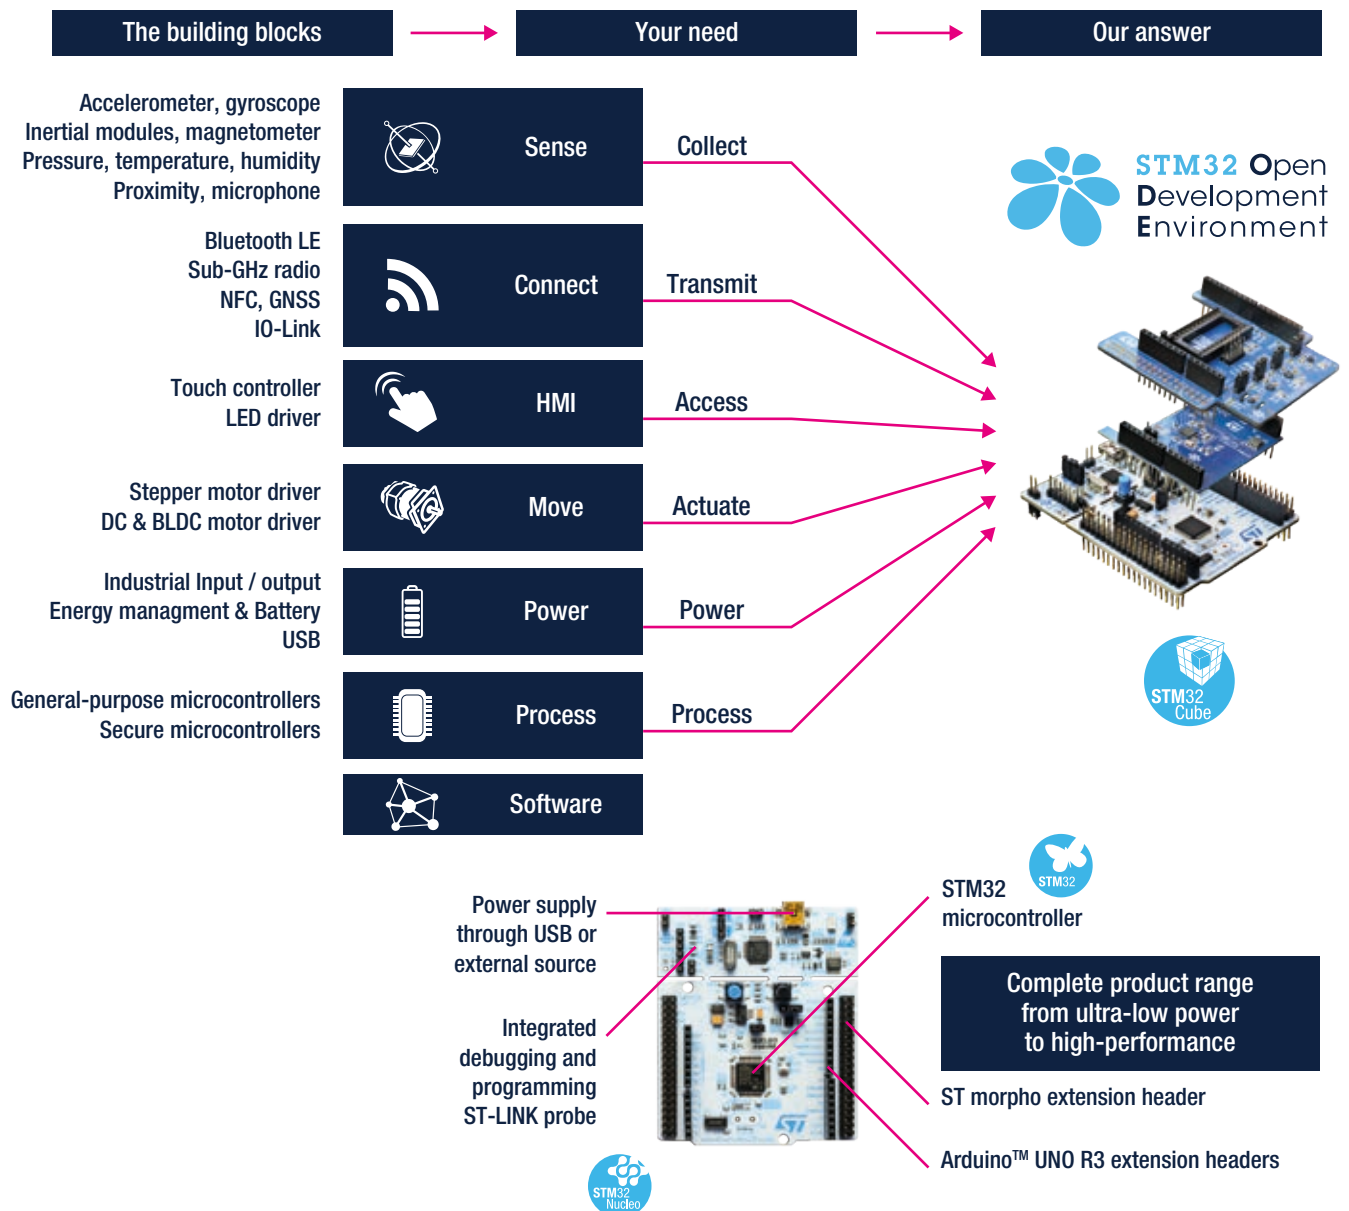 The building blocks
Your need
Our answer
Accelerometer, gyroscope
Inertial modules, magnetometer
Pressure, temperature, humidity
Proximity, microphone
Sense
Collect
STM32 Open
Development
Environment
Bluetooth LE
Sub-GHz radio
NFC, GNSS
IO-Link
Connect
Transmit
Touch controller
LED driver
HMI
Access
Stepper motor driver
DC & BLDC motor driver
Move
Actuate
Industrial Input / output
Energy managment & Battery
USB
Power
Power
STM32
Cube
General-purpose microcontrollers
Secure microcontrollers
Process
Process
Software
Power supply
through USB or
external source
Integrated
debugging and
programming
ST-LINK probe
STM32
Nucleo
STM32
STM32
microcontroller
Complete product range
from ultra-low power
to high-performance
ST morpho extension header
Arduino™ UNO R3 extension headers